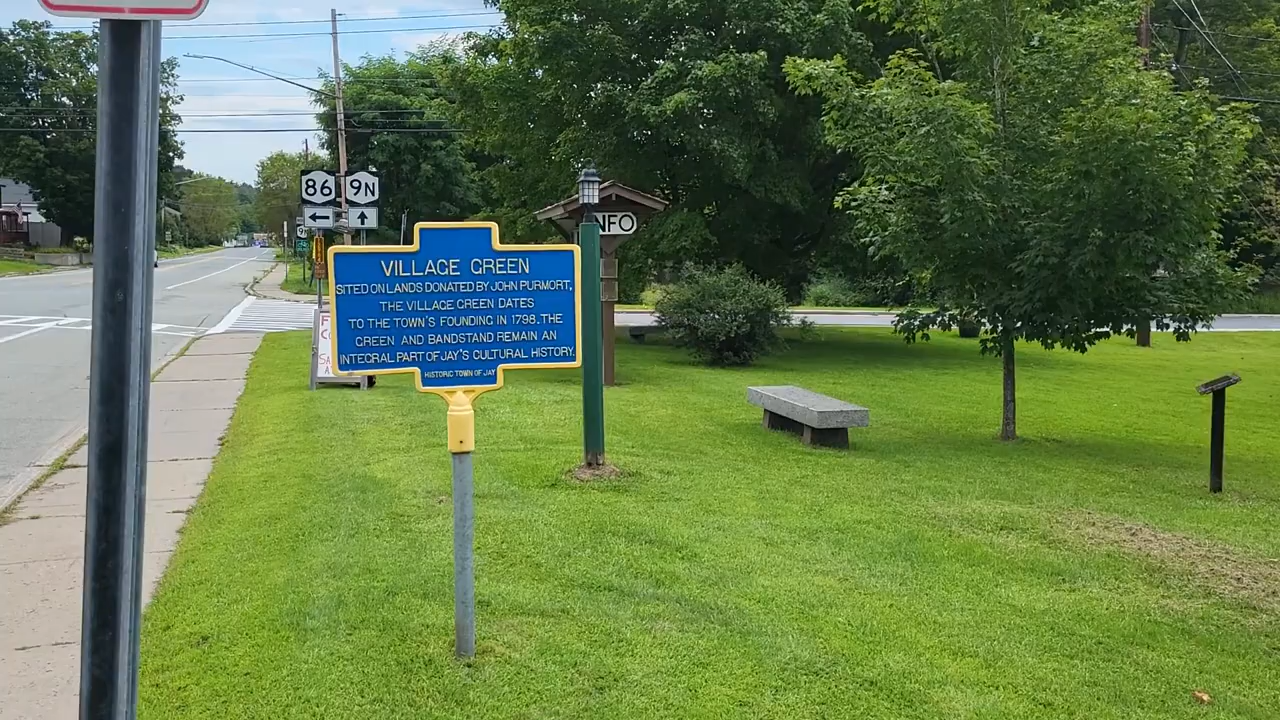 86
9N
NFO
VILLAGE GREEN
SITED ON LANDS DONATED BY JOHN PURMORT,
THE VILLAGE GREEN DATES
TO THE TOWN'S FOUNDING IN 1798. THE
GREEN AND BANDSTAND REMAIN AN
INTEGRAL PART OF JAY'S CULTURAL HISTORY.
HISTORIC TOWN OF JAY